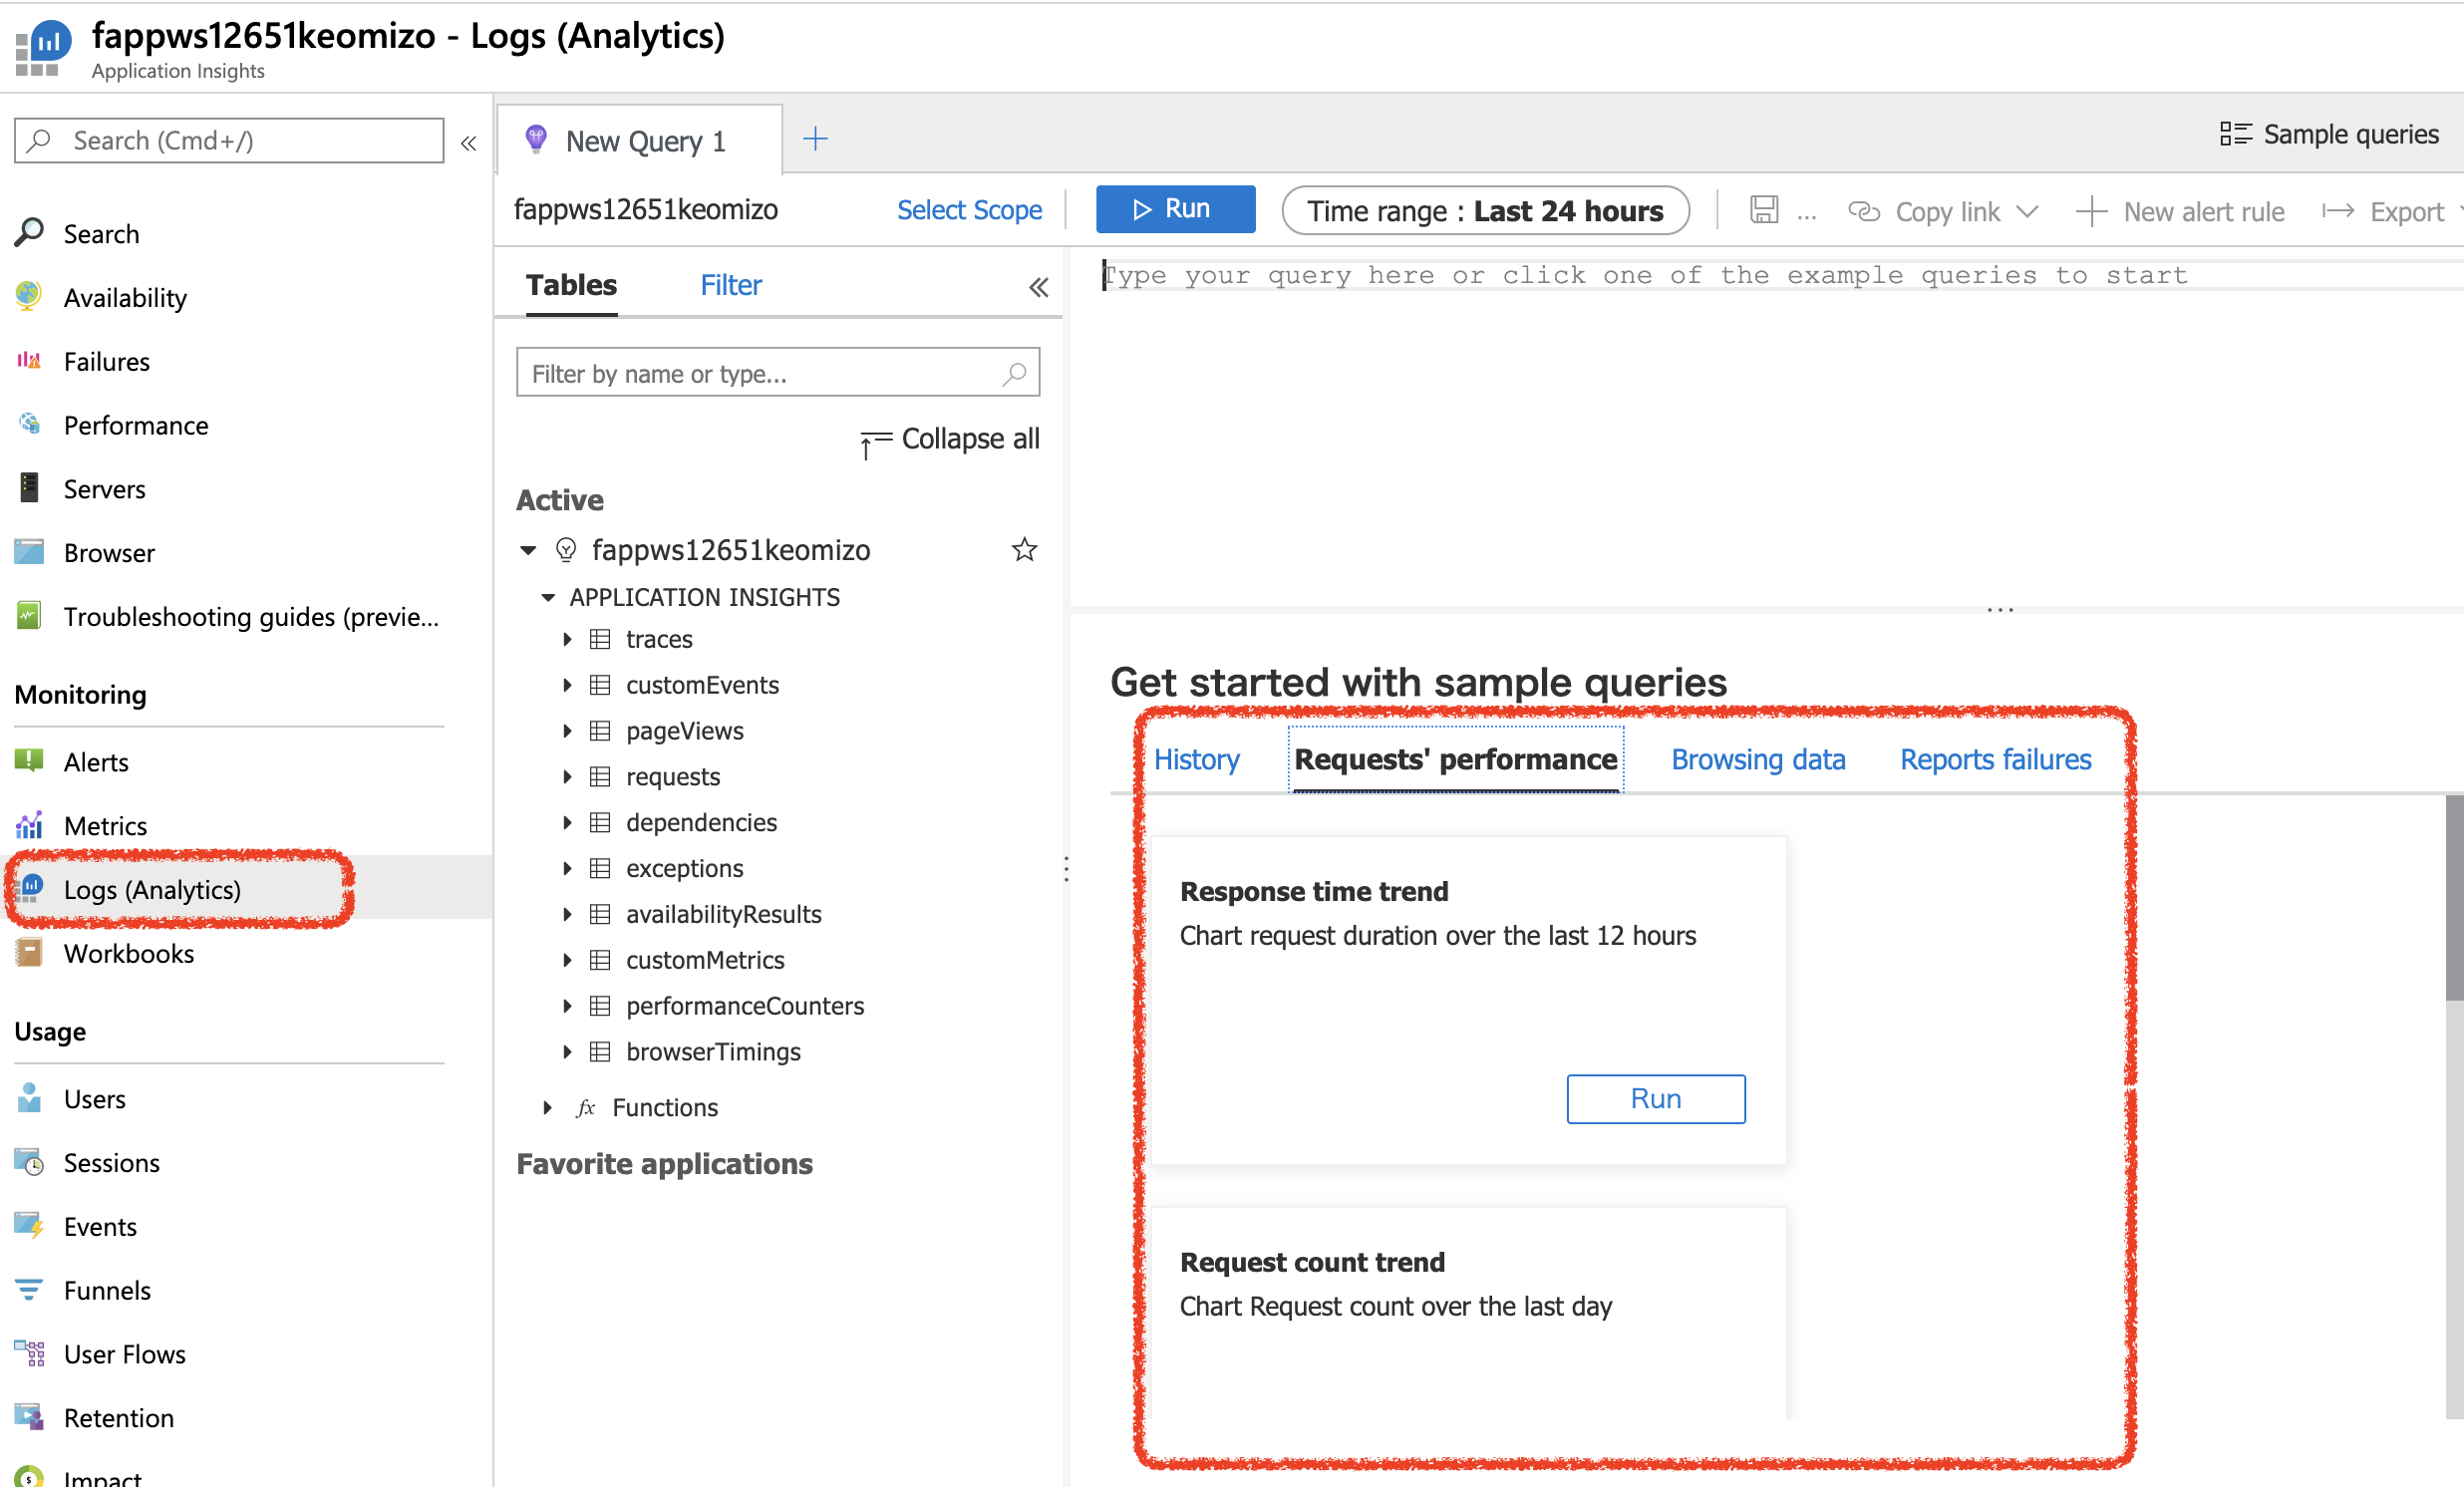 fappws12651keomizo - Logs (Analytics)
Application Insights
Search (Cmd+/)
Search
Availability
Failures
Performance
Servers
Browser
Troubleshooting guides (previe...
Monitoring
Alerts
Metrics
Logs (Analytics)
Workbooks
Usage
Users
Sessions
Events
Funnels
User Flows
Retention
Impact
New Query 1
Sample queries
fappws12651keomizo Select Scope Run Time range : Last 24 hours ... Copy link New alert rule Export
Tables Filter
Filter by name or type...
Collapse all
Active
fappws12651keomizo
APPLICATION INSIGHTS
traces
customEvents
pageViews
requests
dependencies
exceptions
availabilityResults
customMetrics
performanceCounters
browserTimings
fx Functions
Favorite applications
Type your query here or click one of the example queries to start
Get started with sample queries
History Requests' performance Browsing data Reports failures
Response time trend
Chart request duration over the last 12 hours
Run
Request count trend
Chart Request count over the last day